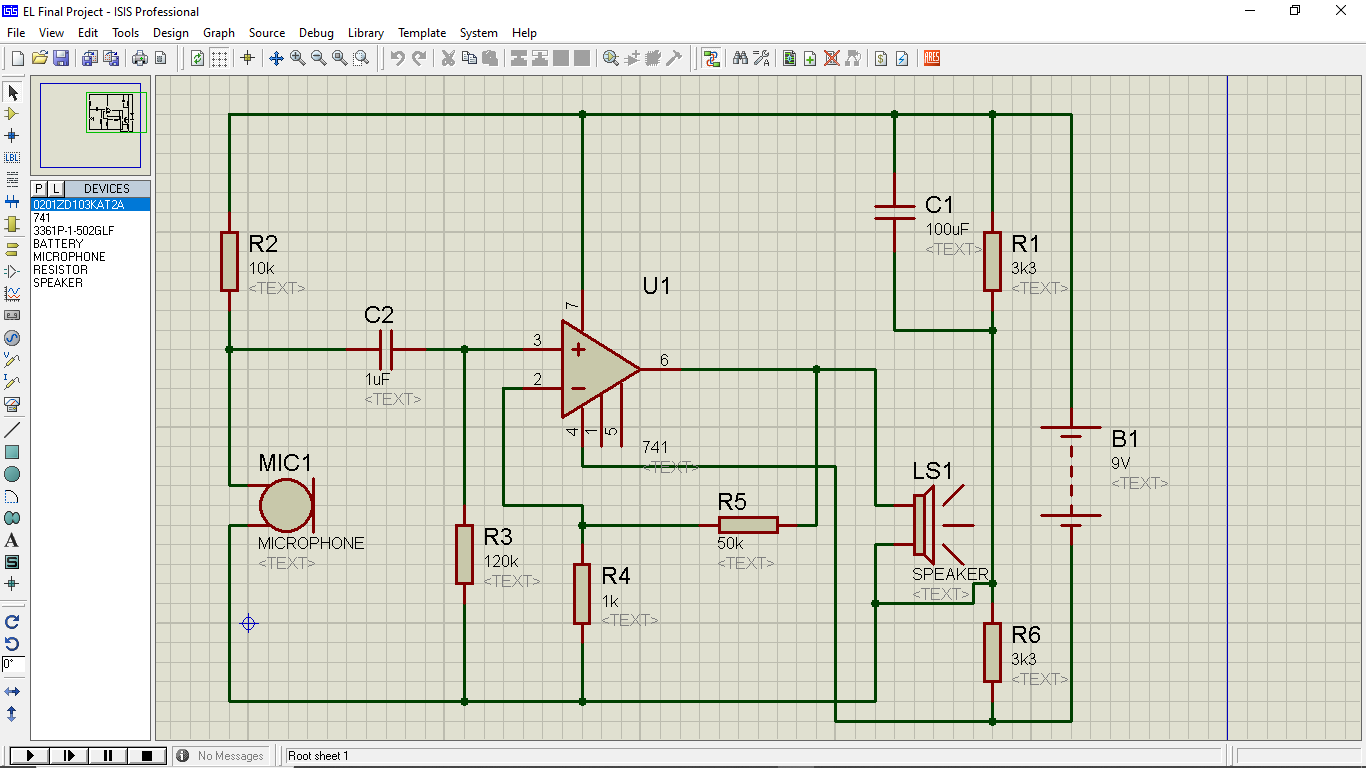 EL Final Project - ISIS Professional
File View Edit Tools Design Graph Source Debug Library Template System Help
P L DEVICES
0201ZD103KAT2A
741
3361P-1-502GLF
BATTERY
MICROPHONE
RESISTOR
SPEAKER
LBL
A
S
0°
ARES
R2
10k
<TEXT>
C2
1uF
<TEXT>
MIC1
MICROPHONE
<TEXT>
R3
120k
<TEXT>
U1
7
3
2
6
4
1
5
741
<TEXT>
R4
1k
<TEXT>
R5
50k
<TEXT>
C1
100uF
<TEXT>
R1
3k3
<TEXT>
LS1
SPEAKER
<TEXT>
B1
9V
<TEXT>
R6
3k3
<TEXT>
No Messages
Root sheet 1